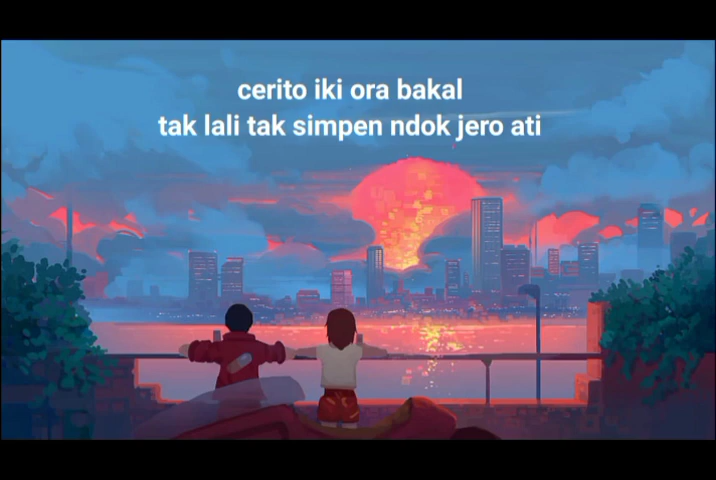 cerito iki ora bakal
tak lali tak simpen ndok jero ati